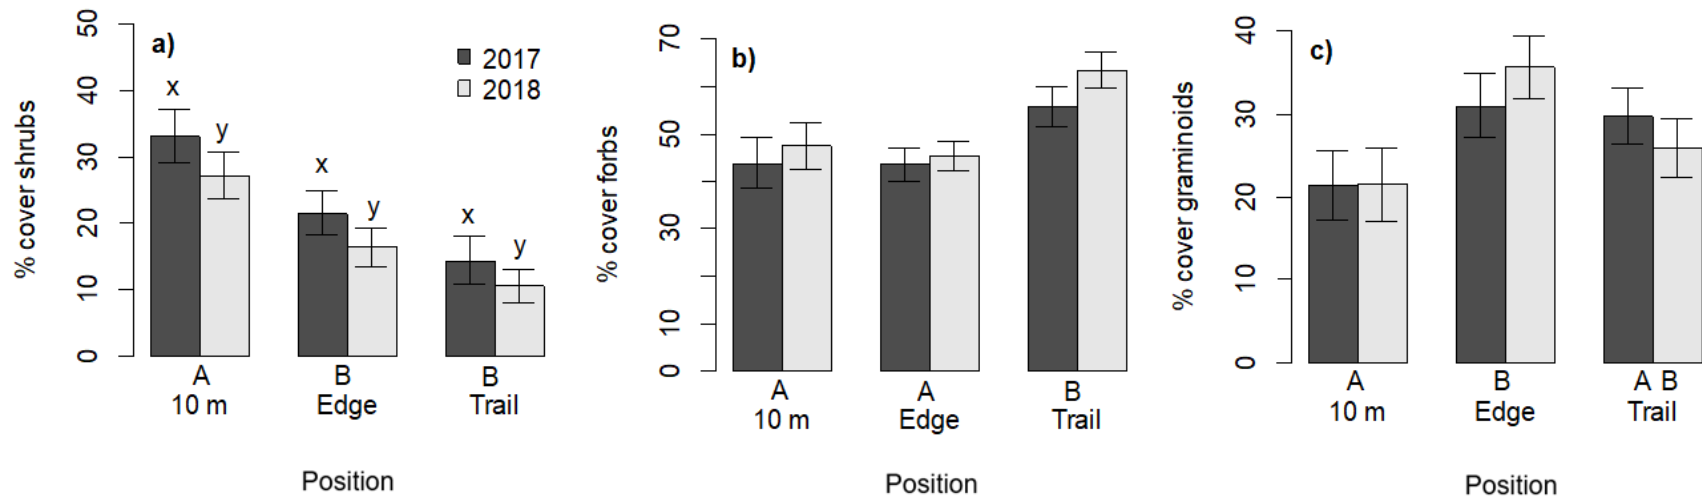 a)
2017
2018
% cover shrubs
50
40
30
20
10
0
x
y
x
y
x
y
A
B
B
10 m
Edge
Trail
Position
b)
% cover forbs
70
50
30
10
0
A
A
B
10 m
Edge
Trail
Position
c)
% cover graminoids
40
30
20
10
0
A
B
A B
10 m
Edge
Trail
Position